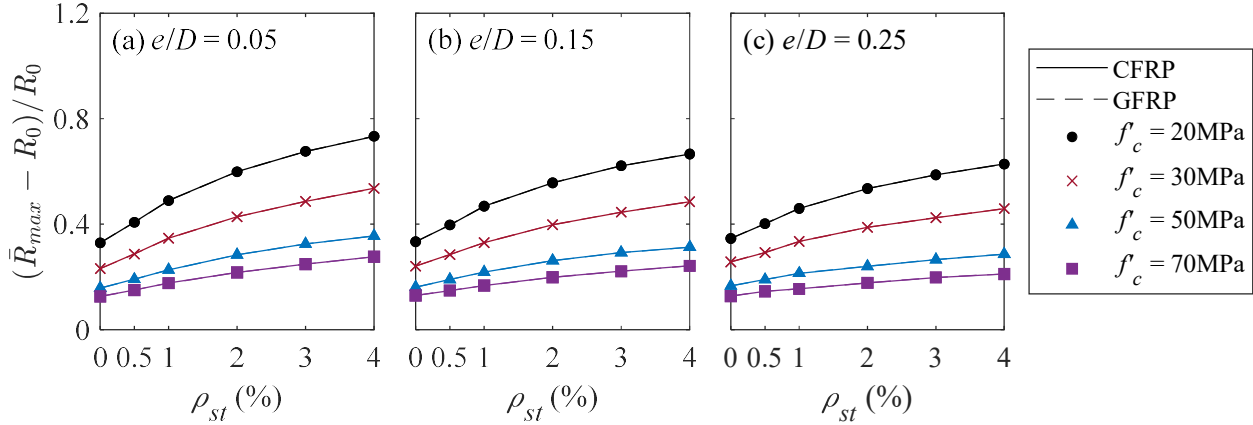 (R̄max − R0)/R0
1.2
0.8
0.4
0
(a) e/D = 0.05
0 0.5 1 2 3 4
ρst (%)
(b) e/D = 0.15
0 0.5 1 2 3 4
ρst (%)
(c) e/D = 0.25
0 0.5 1 2 3 4
ρst (%)
CFRP
GFRP
f'c = 20MPa
f'c = 30MPa
f'c = 50MPa
f'c = 70MPa